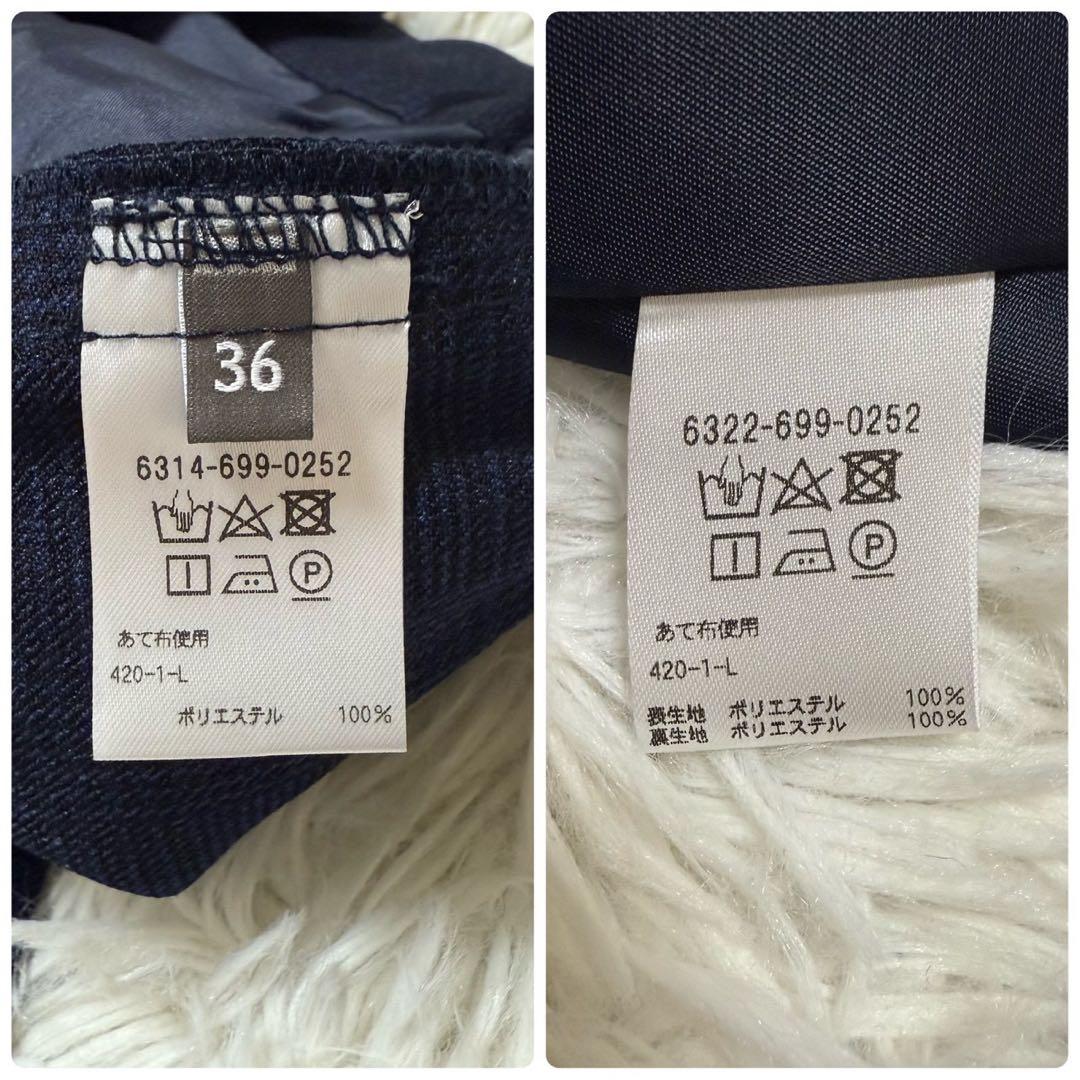 36
6314-699-0252
P
あて布使用
420-1-L
ポリエステル 100%
6322-699-0252
P
あて布使用
420-1-L
表生地 ポリエステル 100%
裏生地 ポリエステル 100%